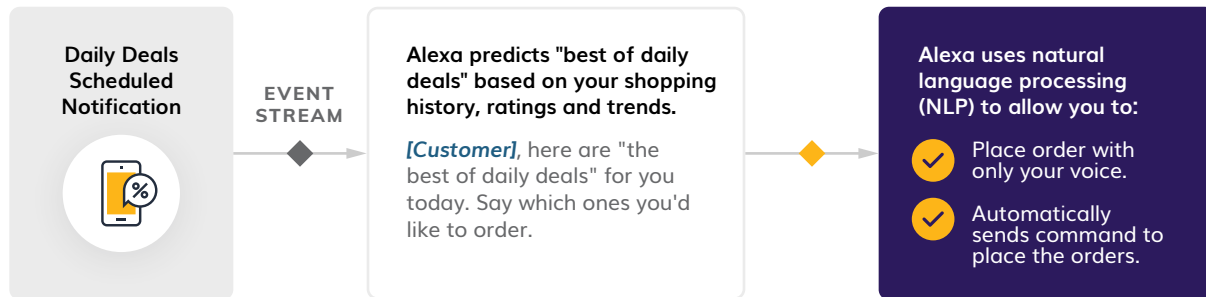 Daily Deals
Scheduled
Notification
%
EVENT
STREAM
Alexa predicts "best of daily
deals" based on your shopping
history, ratings and trends.
[Customer], here are "the
best of daily deals" for you
today. Say which ones you'd
like to order.
Alexa uses natural
language processing
(NLP) to allow you to:
Place order with
only your voice.
Automatically
sends command to
place the orders.